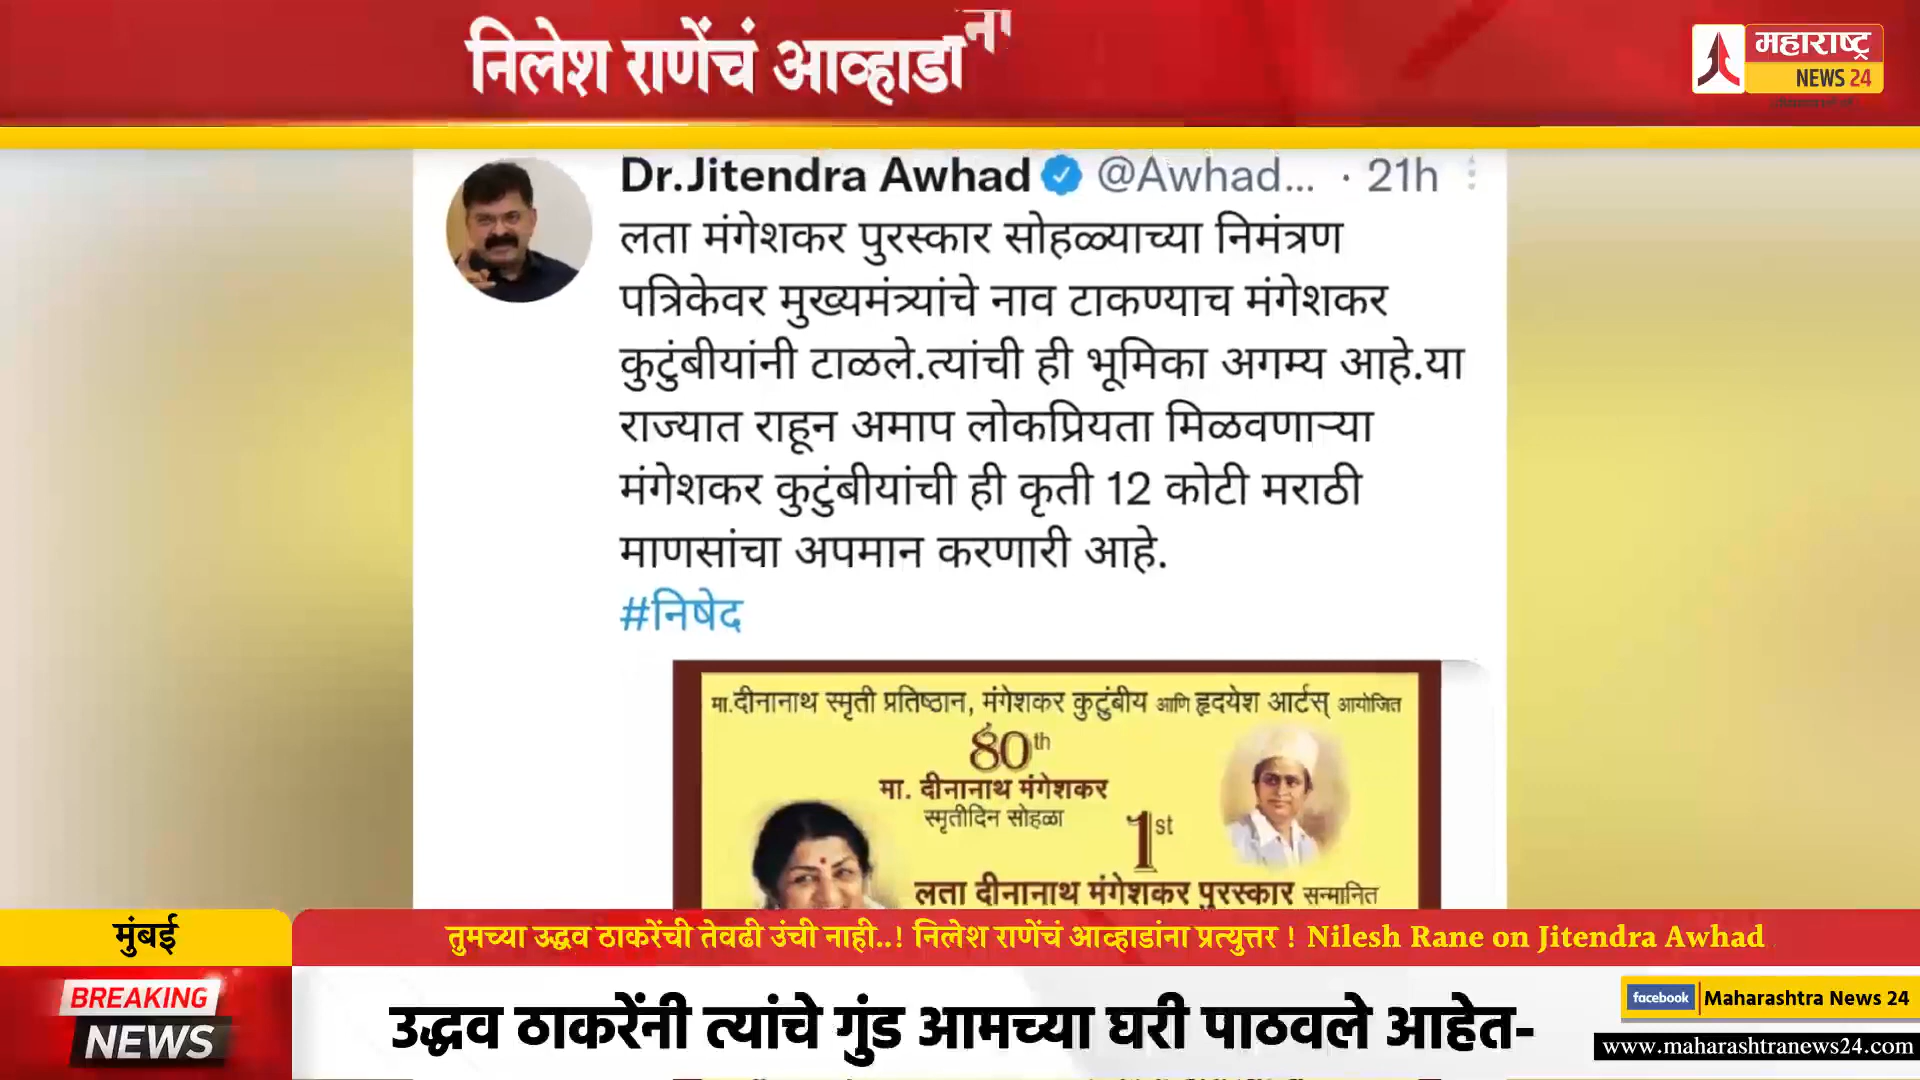 निलेश राणेंचं आव्हाडांना
महाराष्ट्र
NEWS 24
Dr.Jitendra Awhad @Awhad... · 21h
लता मंगेशकर पुरस्कार सोहळ्याच्या निमंत्रण
पत्रिकेवर मुख्यमंत्र्यांचे नाव टाकण्याच मंगेशकर
कुटुंबीयांनी टाळले.त्यांची ही भूमिका अगम्य आहे.या
राज्यात राहून अमाप लोकप्रियता मिळवणाऱ्या
मंगेशकर कुटुंबीयांची ही कृती 12 कोटी मराठी
माणसांचा अपमान करणारी आहे.
#निषेद
मा.दीनानाथ स्मृती प्रतिष्ठान, मंगेशकर कुटुंबीय आणि हृदयेश आर्टस् आयोजित
80th
मा. दीनानाथ मंगेशकर
स्मृतीदिन सोहळा
1st
लता दीनानाथ मंगेशकर पुरस्कार सन्मानित
मुंबई
तुमच्या उद्धव ठाकरेंची तेवढी उंची नाही..! निलेश राणेंचं आव्हाडांना प्रत्युत्तर ! Nilesh Rane on Jitendra Awhad
BREAKING
NEWS
उद्धव ठाकरेंनी त्यांचे गुंड आमच्या घरी पाठवले आहेत-
facebook Maharashtra News 24
www.maharashtranews24.com